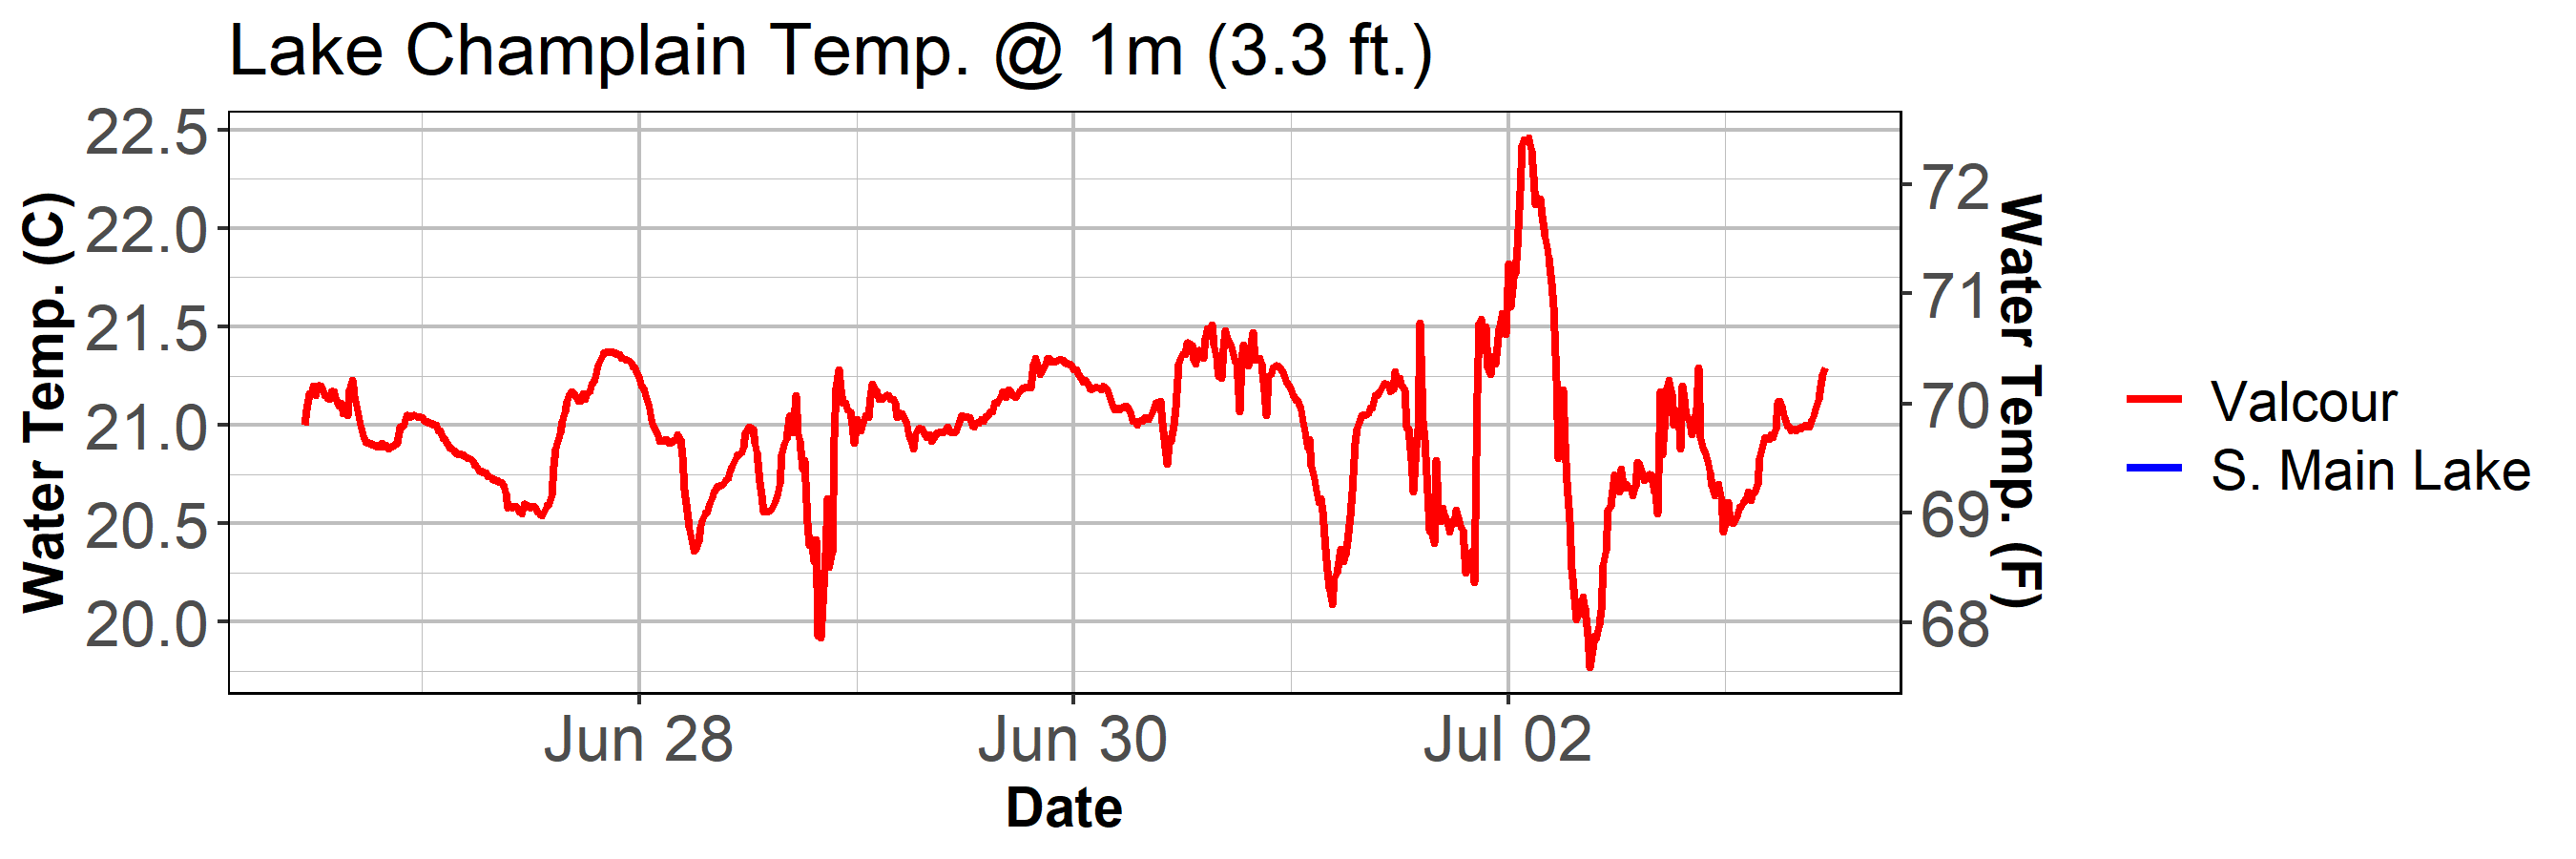 Lake Champlain Temp. @ 1m (3.3 ft.)
Water Temp. (C)
22.5
22.0
21.5
21.0
20.5
20.0
72
71
70
69
68
Water Temp. (F)
Jun 28
Jun 30
Jul 02
Date
Valcour
S. Main Lake